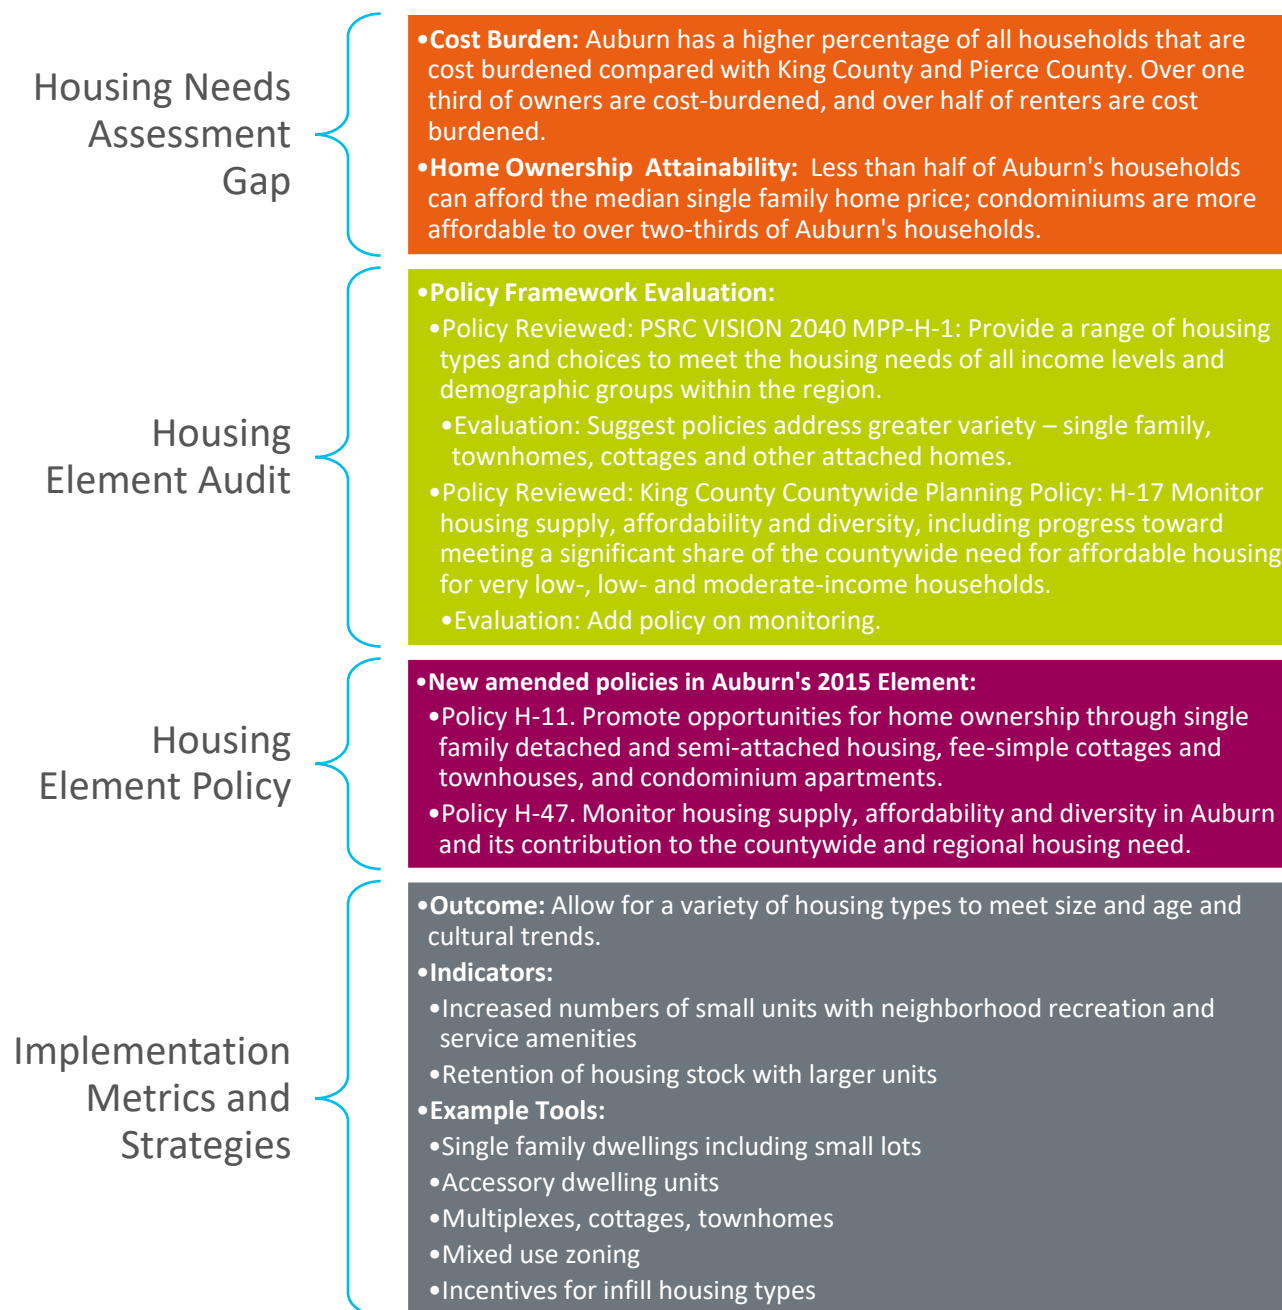 Housing Needs
Assessment
Gap
•Cost Burden: Auburn has a higher percentage of all households that are
cost burdened compared with King County and Pierce County. Over one
third of owners are cost-burdened, and over half of renters are cost
burdened.
•Home Ownership Attainability: Less than half of Auburn's households
can afford the median single family home price; condominiums are more
affordable to over two-thirds of Auburn's households.
Housing
Element Audit
•Policy Framework Evaluation:
•Policy Reviewed: PSRC VISION 2040 MPP-H-1: Provide a range of housing
types and choices to meet the housing needs of all income levels and
demographic groups within the region.
•Evaluation: Suggest policies address greater variety – single family,
townhomes, cottages and other attached homes.
•Policy Reviewed: King County Countywide Planning Policy: H-17 Monitor
housing supply, affordability and diversity, including progress toward
meeting a significant share of the countywide need for affordable housing
for very low-, low- and moderate-income households.
•Evaluation: Add policy on monitoring.
Housing
Element Policy
•New amended policies in Auburn's 2015 Element:
•Policy H-11. Promote opportunities for home ownership through single
family detached and semi-attached housing, fee-simple cottages and
townhouses, and condominium apartments.
•Policy H-47. Monitor housing supply, affordability and diversity in Auburn
and its contribution to the countywide and regional housing need.
Implementation
Metrics and
Strategies
•Outcome: Allow for a variety of housing types to meet size and age and
cultural trends.
•Indicators:
•Increased numbers of small units with neighborhood recreation and
service amenities
•Retention of housing stock with larger units
•Example Tools:
•Single family dwellings including small lots
•Accessory dwelling units
•Multiplexes, cottages, townhomes
•Mixed use zoning
•Incentives for infill housing types